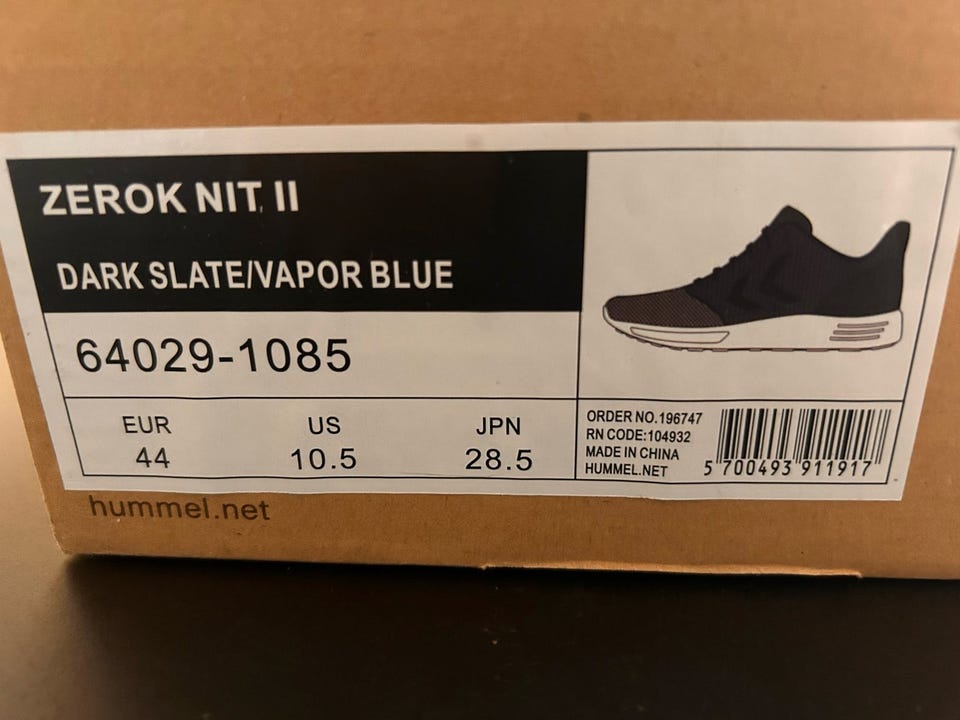 ZEROK NIT II
DARK SLATE/VAPOR BLUE
64029-1085
EUR US JPN
44 10.5 28.5
ORDER NO.196747
RN CODE:104932
MADE IN CHINA
HUMMEL.NET
5 700493 911917
hummel.net